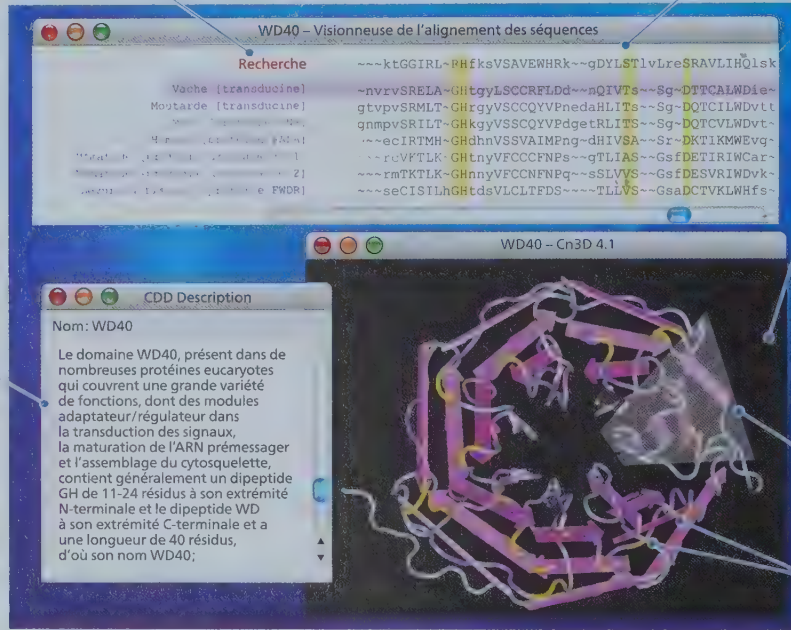 WD40 – Visionneuse de l'alignement des séquences
Recherche ~~~ktGGIRL~RHfksVSAVEWHRk~~gDYLSTlvLreSRAVLIHQlsk
Vache [transducine] ~nvrvSRELA~GHtgyLSCCRFLDd~~nQIVTs~~Sg~DTTCALWDie~
Moutarde [transducine] gtvpvSRMLT~GHrgyVSCCQYVPnedaHLITs~~Sg~DQTCILWDvtt
gnmpvSRILT~GHkgyVSSCQYVPdgetRLITS~~Sg~DQTCVLWDvt~
~~~ecIRTMH~GHdhnVSSVAIMPng~dHIVSA~~Sr~DKTIKMWEvq~
~~~rcVFTLK~GHtnyVFCCCFNPs~~gTLIAS~~GsfDETIRIWCar~
2] ~~~rmTKTLK~GHnnyVFCCNFNPq~~sSLVVS~~GsfDESVRIWDvk~
e FWDR] ~~~seCISILhGHtdsVLCLTFDS~~~~TLLVS~~GsaDCTVKLWHfs~
WD40 – Cn3D 4.1
CDD Description
Nom: WD40
Le domaine WD40, présent dans de
nombreuses protéines eucaryotes
qui couvrent une grande variété
de fonctions, dont des modules
adaptateur/régulateur dans
la transduction des signaux,
la maturation de l'ARN prémessager
et l'assemblage du cytosquelette,
contient généralement un dipeptide
GH de 11-24 résidus à son extrémité
N-terminale et le dipeptide WD
à son extrémité C-terminale et a
une longueur de 40 résidus,
d'où son nom WD40;